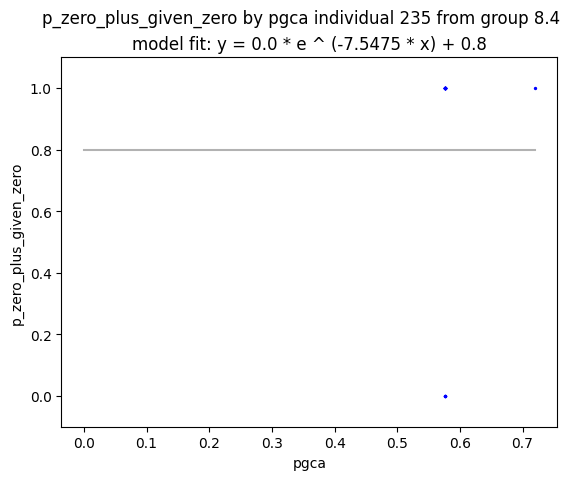 p_zero_plus_given_zero by pgca individual 235 from group 8.4
model fit: y = 0.0 * e ^ (-7.5475 * x) + 0.8
1.0
0.8
0.6
0.4
0.2
0.0
p_zero_plus_given_zero
0.0 0.1 0.2 0.3 0.4 0.5 0.6 0.7
pgca